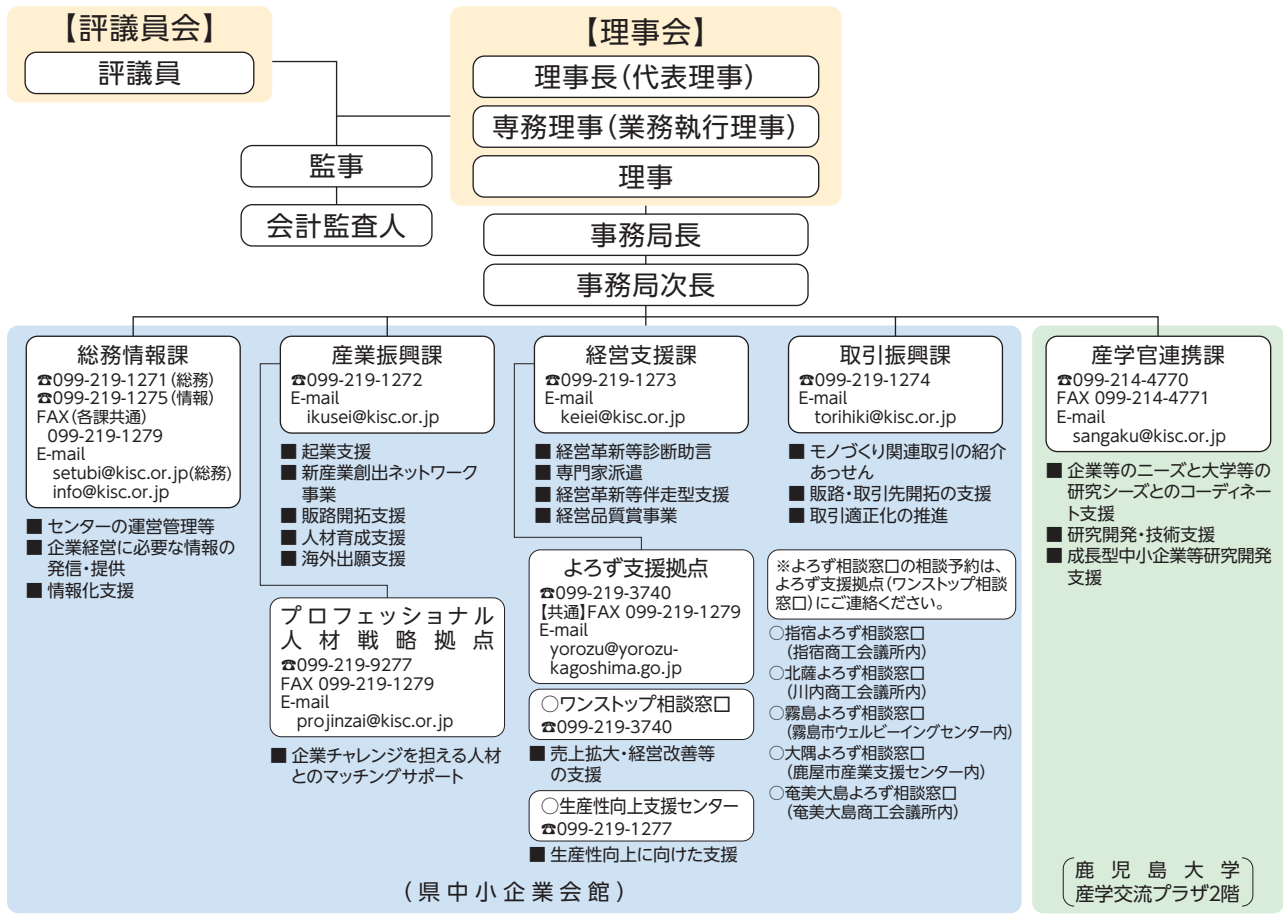 【評議員会】
評議員
【理事会】
理事長(代表理事)
専務理事(業務執行理事)
理事
監事
会計監査人
事務局長
事務局次長
総務情報課
☎099-219-1271(総務)
☎099-219-1275(情報)
FAX(各課共通)
099-219-1279
E-mail
setubi@kisc.or.jp(総務)
info@kisc.or.jp
■ センターの運営管理等
■ 企業経営に必要な情報の
発信・提供
■ 情報化支援
産業振興課
☎099-219-1272
E-mail
ikusei@kisc.or.jp
■ 起業支援
■ 新産業創出ネットワーク
事業
■ 販路開拓支援
■ 人材育成支援
■ 海外出願支援
プロフェッショナル
人材戦略拠点
☎099-219-9277
FAX 099-219-1279
E-mail
projinzai@kisc.or.jp
■ 企業チャレンジを担える人材
とのマッチングサポート
経営支援課
☎099-219-1273
E-mail
keiei@kisc.or.jp
■ 経営革新等診断助言
■ 専門家派遣
■ 経営革新等伴走型支援
■ 経営品質賞事業
よろず支援拠点
☎099-219-3740
【共通】FAX 099-219-1279
E-mail
yorozu@yorozu-
kagoshima.go.jp
○ワンストップ相談窓口
☎099-219-3740
■ 売上拡大・経営改善等
の支援
○生産性向上支援センター
☎099-219-1277
■ 生産性向上に向けた支援
取引振興課
☎099-219-1274
E-mail
torihiki@kisc.or.jp
■ モノづくり関連取引の紹介
あっせん
■ 販路・取引先開拓の支援
■ 取引適正化の推進
※よろず相談窓口の相談予約は、
よろず支援拠点(ワンストップ相談
窓口)にご連絡ください。
○指宿よろず相談窓口
(指宿商工会議所内)
○北薩よろず相談窓口
(川内商工会議所内)
○霧島よろず相談窓口
(霧島市ウェルビーイングセンター内)
○大隅よろず相談窓口
(鹿屋市産業支援センター内)
○奄美大島よろず相談窓口
(奄美大島商工会議所内)
(県中小企業会館)
産学官連携課
☎099-214-4770
FAX 099-214-4771
E-mail
sangaku@kisc.or.jp
■ 企業等のニーズと大学等の
研究シーズとのコーディネー
ト支援
■ 研究開発・技術支援
■ 成長型中小企業等研究開発
支援
鹿児島大学
産学交流プラザ2階